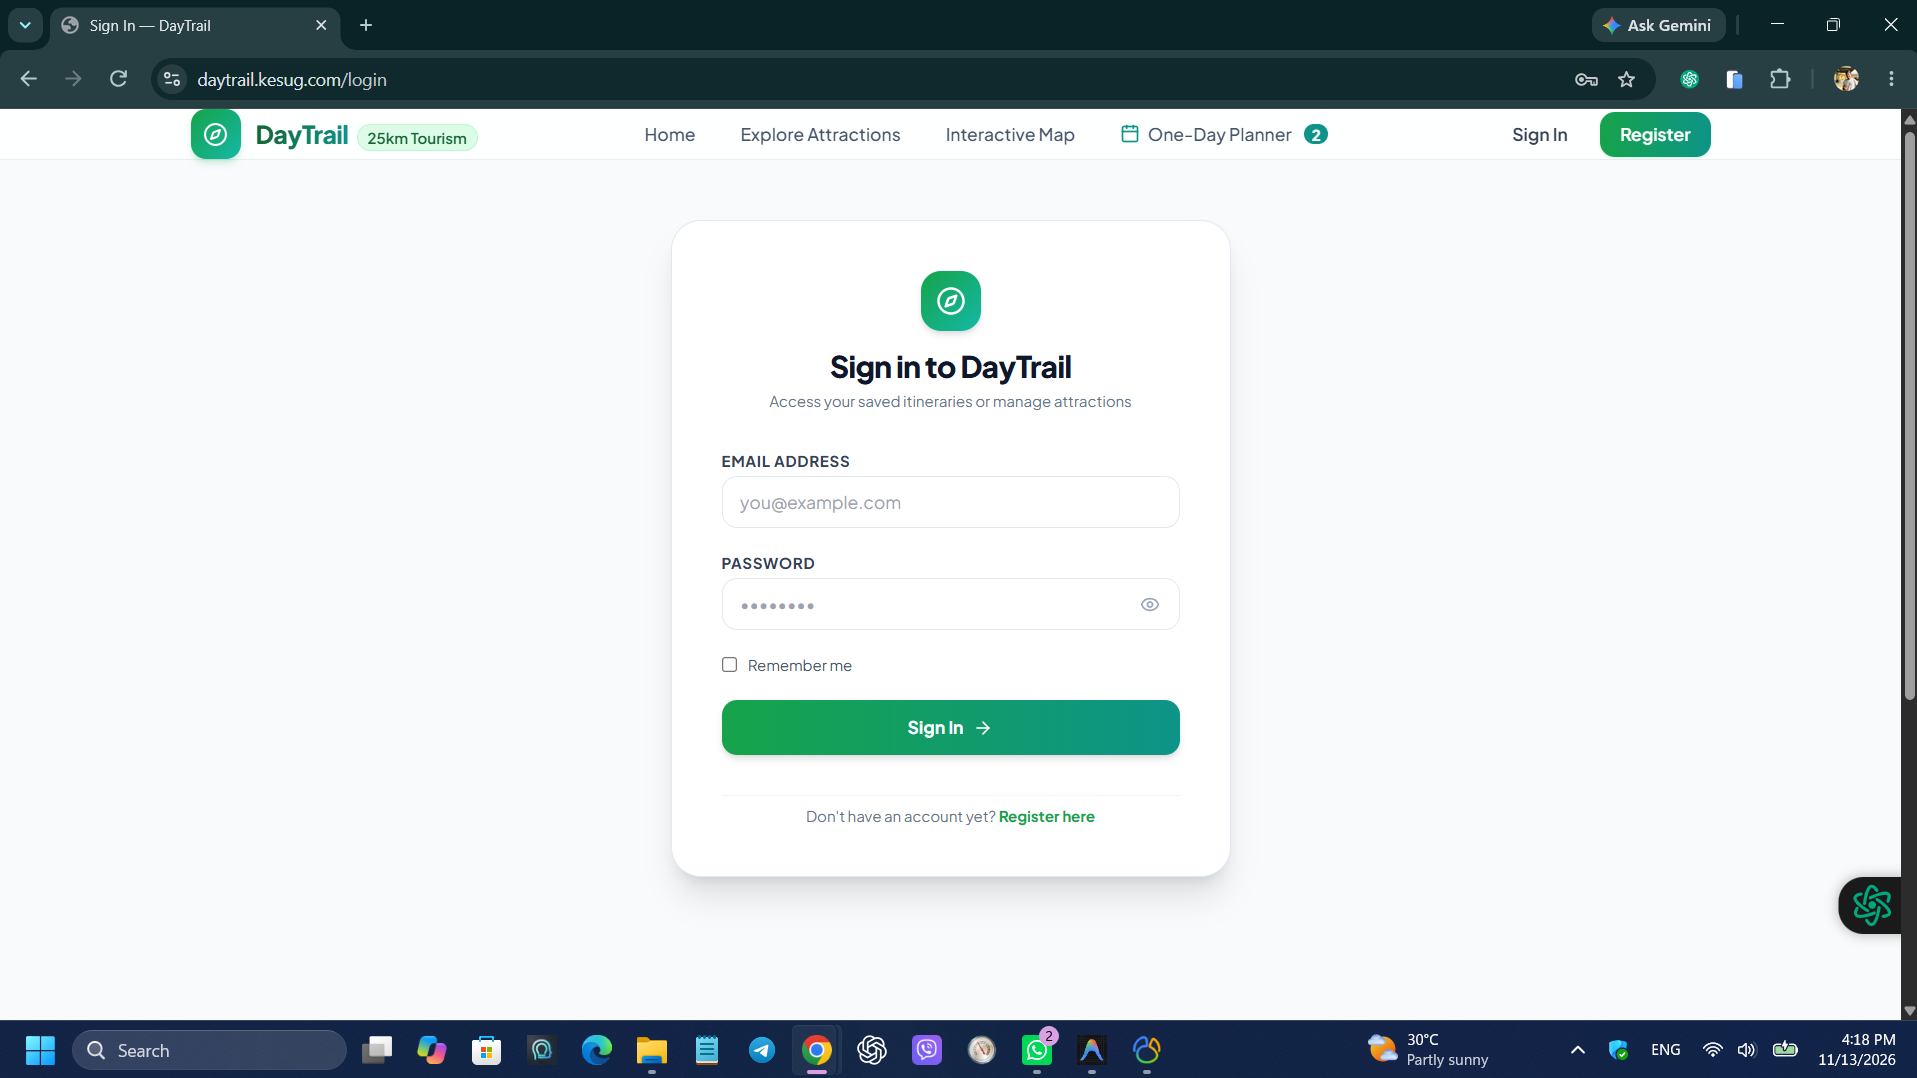 Sign In — DayTrail
Ask Gemini
daytrail.kesug.com/login
DayTrail
25km Tourism
Home
Explore Attractions
Interactive Map
One-Day Planner
2
Sign In
Register
Sign in to DayTrail
Access your saved itineraries or manage attractions
EMAIL ADDRESS
you@example.com
PASSWORD
Remember me
Sign In →
Don't have an account yet? Register here
Search
2
30°C
Partly sunny
ENG
4:18 PM
11/13/2026